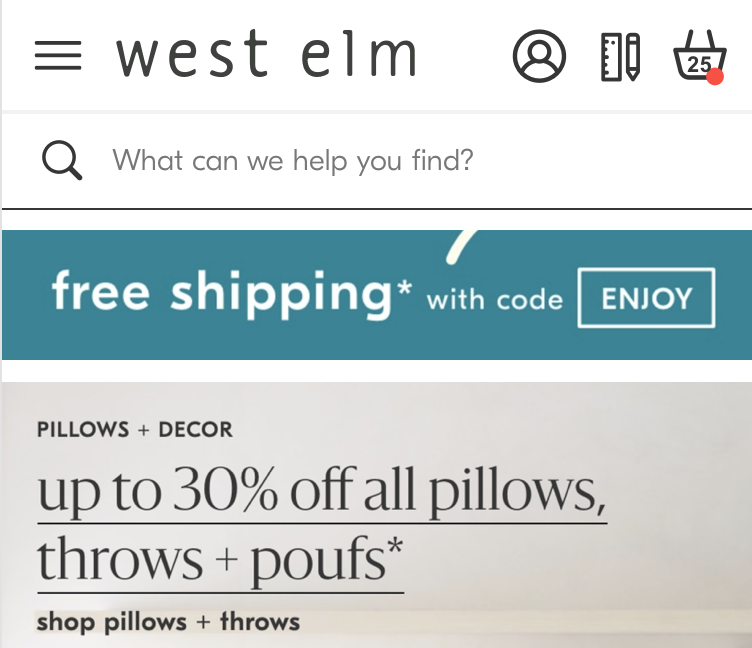 west elm
25
What can we help you find?
free shipping* with code ENJOY
PILLOWS + DECOR
up to 30% off all pillows,
throws + poufs*
shop pillows + throws